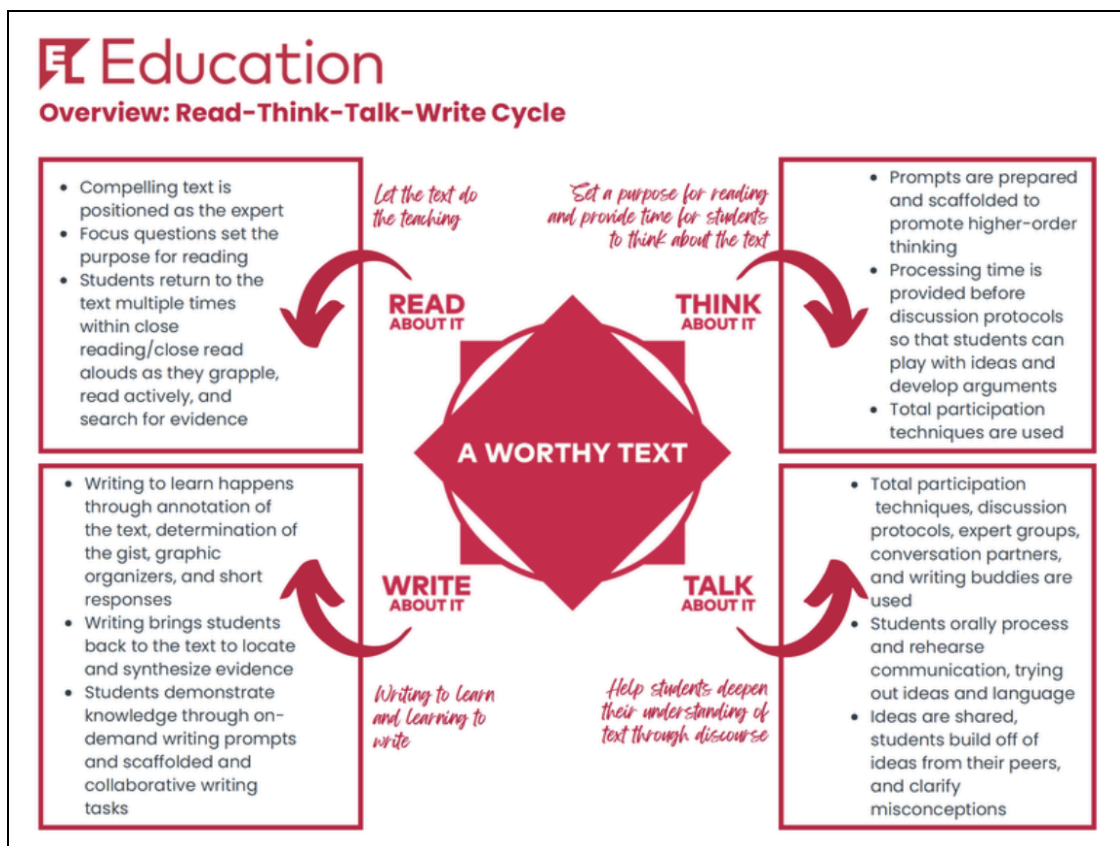 EL Education
Overview: Read-Think-Talk-Write Cycle
• Compelling text is
positioned as the expert
• Focus questions set the
purpose for reading
• Students return to the
text multiple times
within close
reading/close read
alouds as they grapple,
read actively, and
search for evidence
Let the text do
the teaching
READ
ABOUT IT
Set a purpose for reading
and provide time for students
to think about the text
THINK
ABOUT IT
• Prompts are prepared
and scaffolded to
promote higher-order
thinking
• Processing time is
provided before
discussion protocols
so that students can
play with ideas and
develop arguments
• Total participation
techniques are used
A WORTHY TEXT
• Writing to learn happens
through annotation of
the text, determination of
the gist, graphic
organizers, and short
responses
• Writing brings students
back to the text to locate
and synthesize evidence
• Students demonstrate
knowledge through on-
demand writing prompts
and scaffolded and
collaborative writing
tasks
WRITE
ABOUT IT
Writing to learn
and learning to
write
TALK
ABOUT IT
Help students deepen
their understanding of
text through discourse
• Total participation
techniques, discussion
protocols, expert groups,
conversation partners,
and writing buddies are
used
• Students orally process
and rehearse
communication, trying
out ideas and language
• Ideas are shared,
students build off of
ideas from their peers,
and clarify
misconceptions